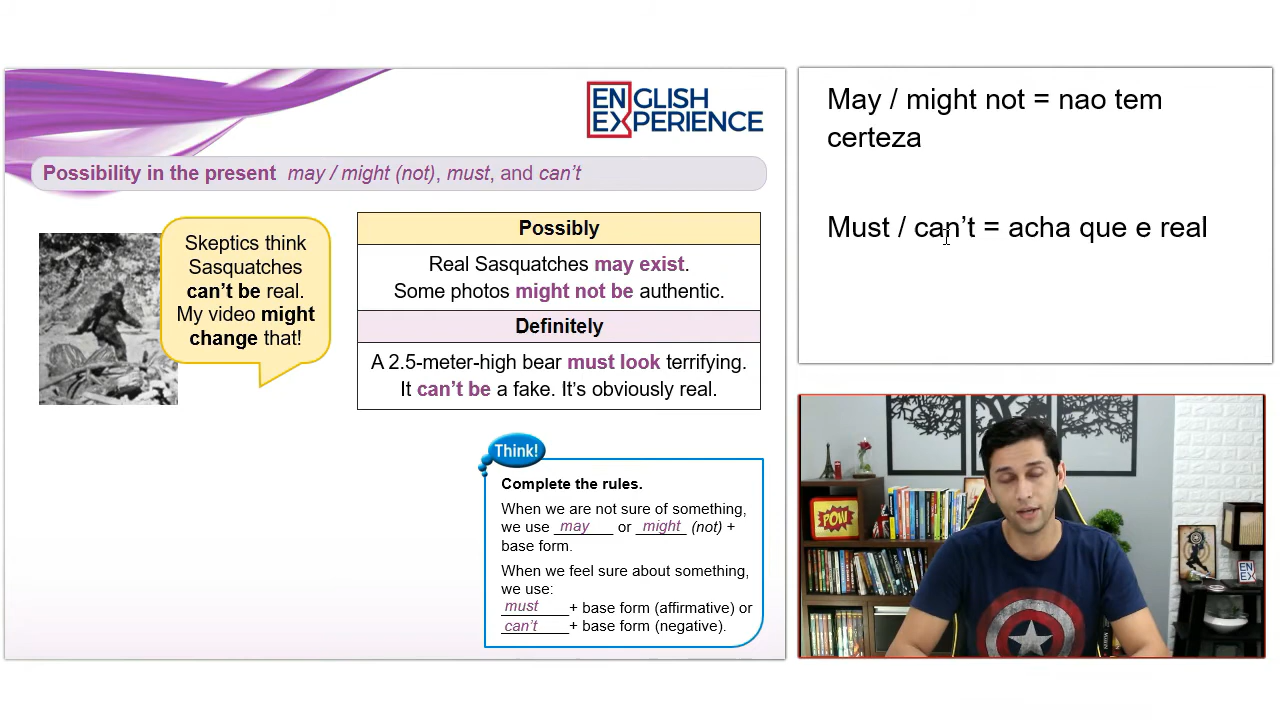 ENGLISH
EXPERIENCE
Possibility in the present may / might (not), must, and can’t
Skeptics think
Sasquatches
can’t be real.
My video might
change that!
Possibly
Real Sasquatches may exist.
Some photos might not be authentic.
Definitely
A 2.5-meter-high bear must look terrifying.
It can’t be a fake. It’s obviously real.
Think!
Complete the rules.
When we are not sure of something,
we use may or might (not) +
base form.
When we feel sure about something,
we use:
must + base form (affirmative) or
can’t + base form (negative).
May / might not = nao tem
certeza
Must / can’t = acha que e real
POW
EN
EX